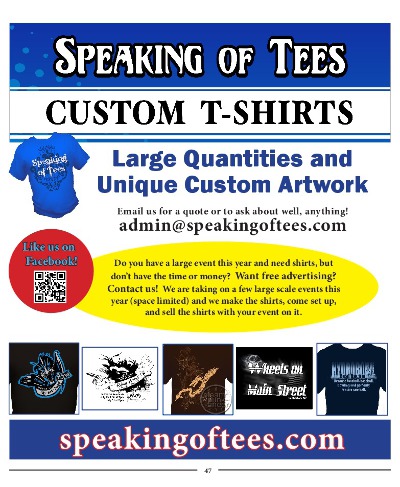 SPEAKING OF TEES
CUSTOM T-SHIRTS
Speaking
of Tees
Large Quantities and
Unique Custom Artwork
Email us for a quote or to ask about well, anything!
admin@speakingoftees.com
Like us on
Facebook!
Do you have a large event this year and need shirts, but
don't have the time or money? Want free advertising?
Contact us! We are taking on a few large scale events this
year (space limited) and we make the shirts, come set up,
and sell the shirts with your event on it.
Wheels on
Main Street
speakingoftees.com
47